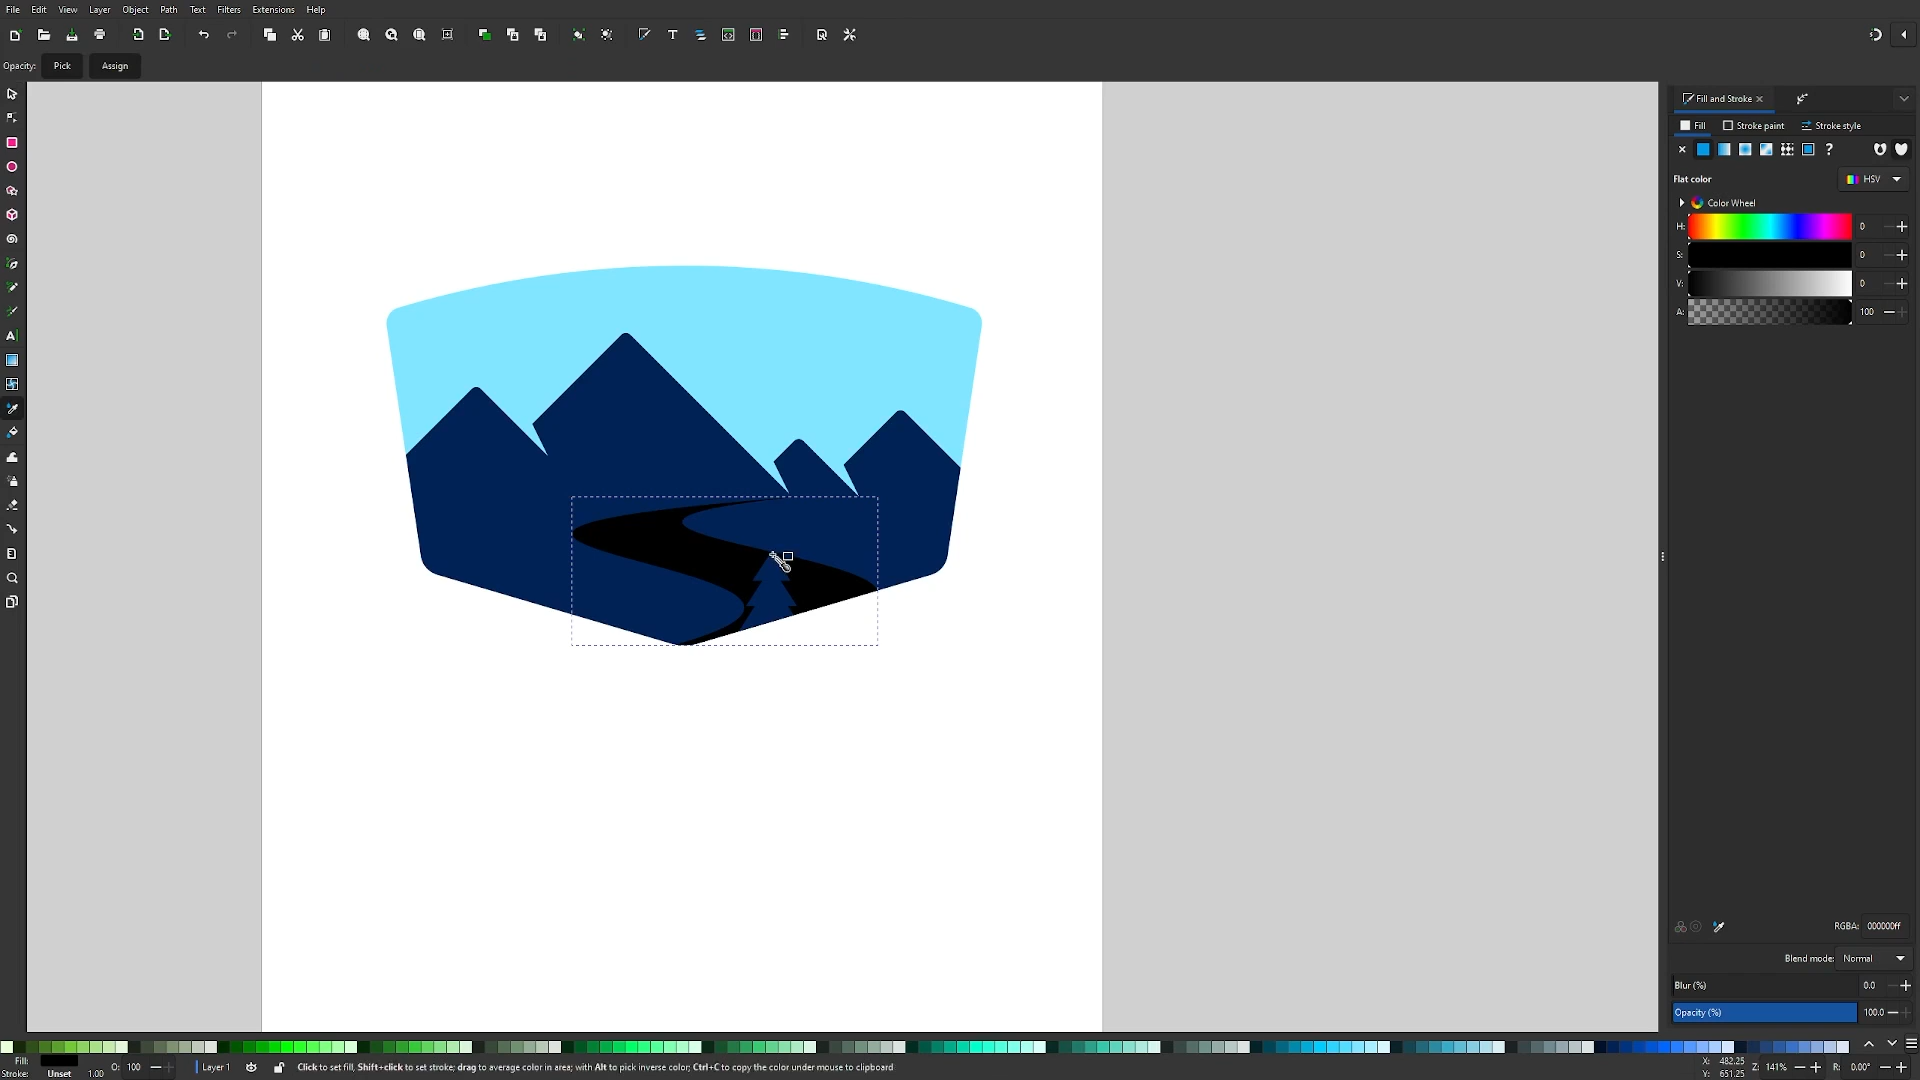 File Edit View Layer Object Path Text Filters Extensions Help
Opacity: Pick Assign
Fill and Stroke
Fill Stroke paint Stroke style
Flat color HSV
Color Wheel
H: 0
S: 0
V: 0
A: 100
RGBA: 000000ff
Blend mode: Normal
Blur (%) 0.0
Opacity (%) 100.0
Fill:
Stroke: Unset 1.00 O: 100 Layer 1 Click to set fill, Shift+click to set stroke; drag to average color in area; with Alt to pick inverse color; Ctrl+C to copy the color under mouse to clipboard
X: 482.25
Y: 651.25
Z: 141% R: 0.00°